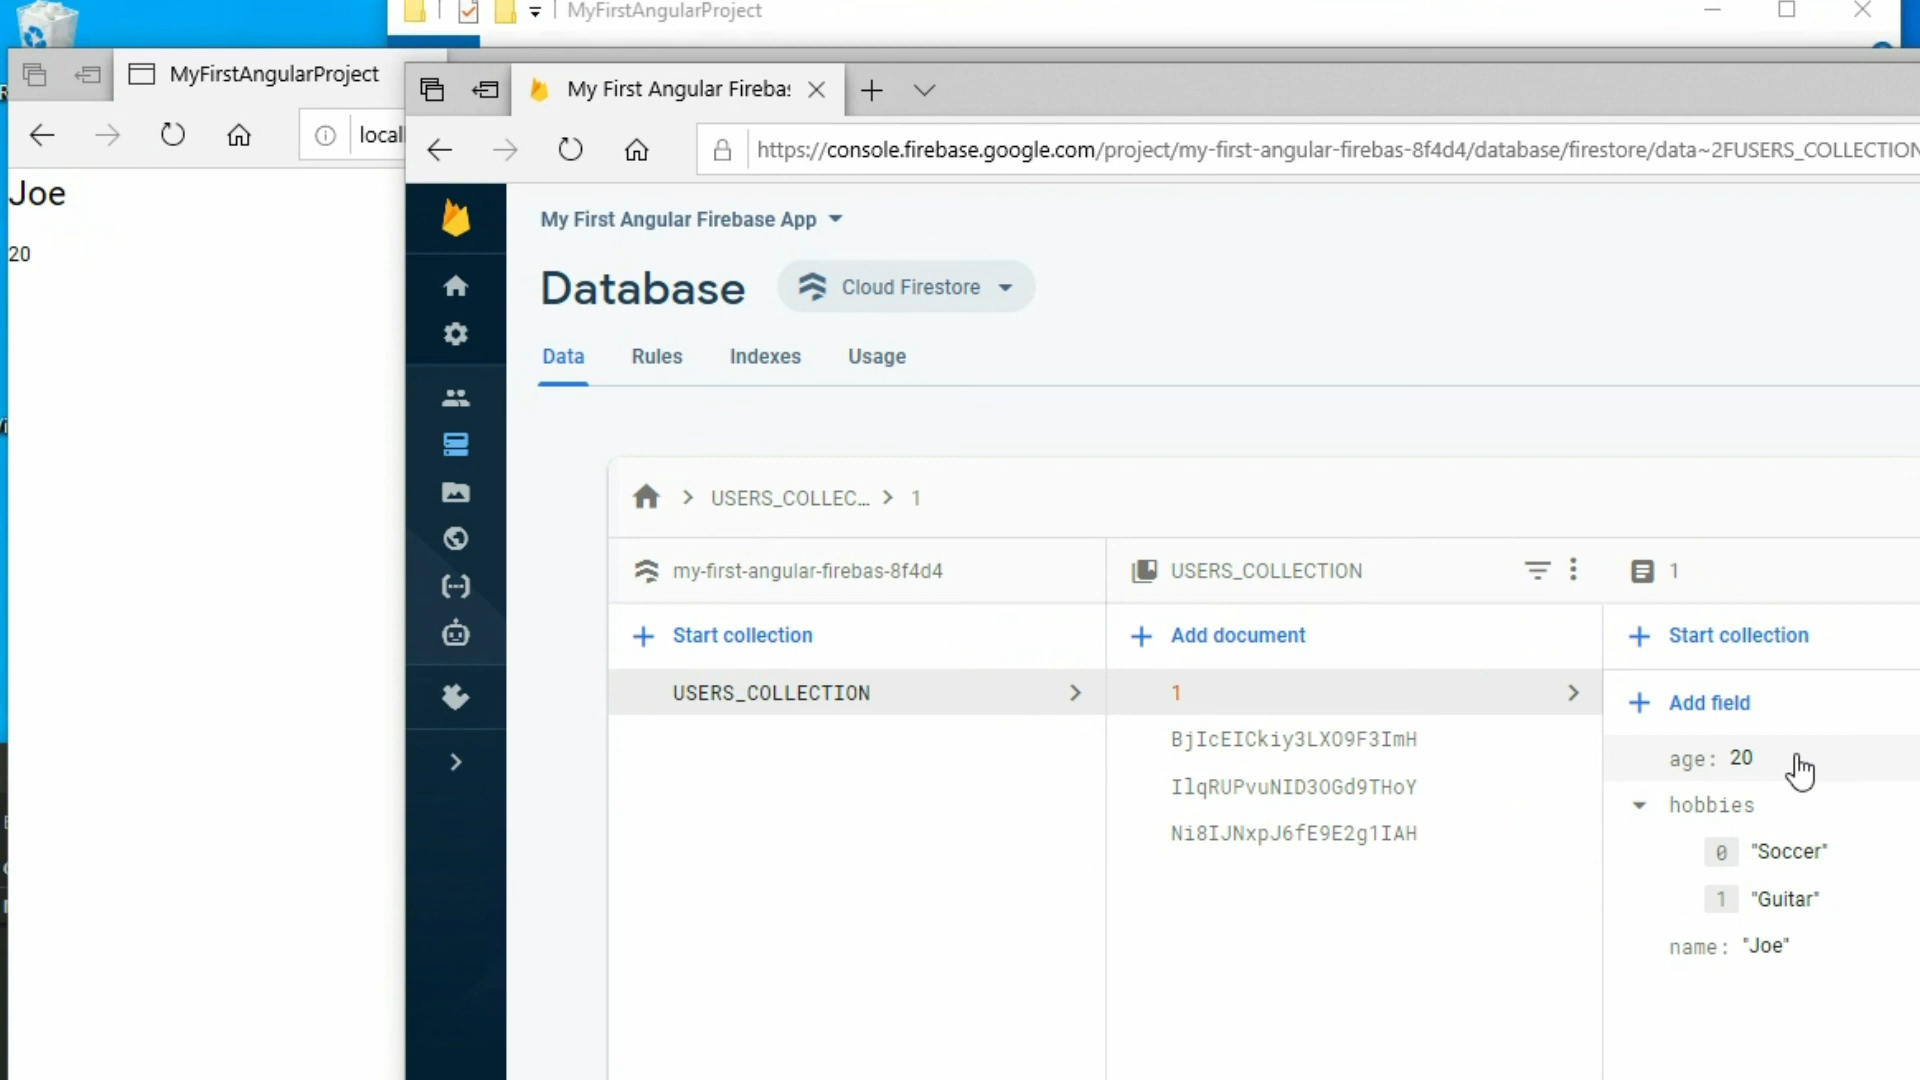 MyFirstAngularProject
MyFirstAngularProject
My First Angular Fireba:
locall
https://console.firebase.google.com/project/my-first-angular-firebas-8f4d4/database/firestore/data~2FUSERS_COLLECTION
Joe
20
My First Angular Firebase App
Database
Cloud Firestore
Data Rules Indexes Usage
USERS_COLLEC... > 1
my-first-angular-firebas-8f4d4
USERS_COLLECTION
1
+ Start collection
+ Add document
+ Start collection
USERS_COLLECTION
1
+ Add field
BjIcEICkiy3LXO9F3ImH
age: 20
IlqRUPvuNID3OGd9THoY
hobbies
Ni8IJNxpJ6fE9E2g1IAH
0 "Soccer"
1 "Guitar"
name: "Joe"